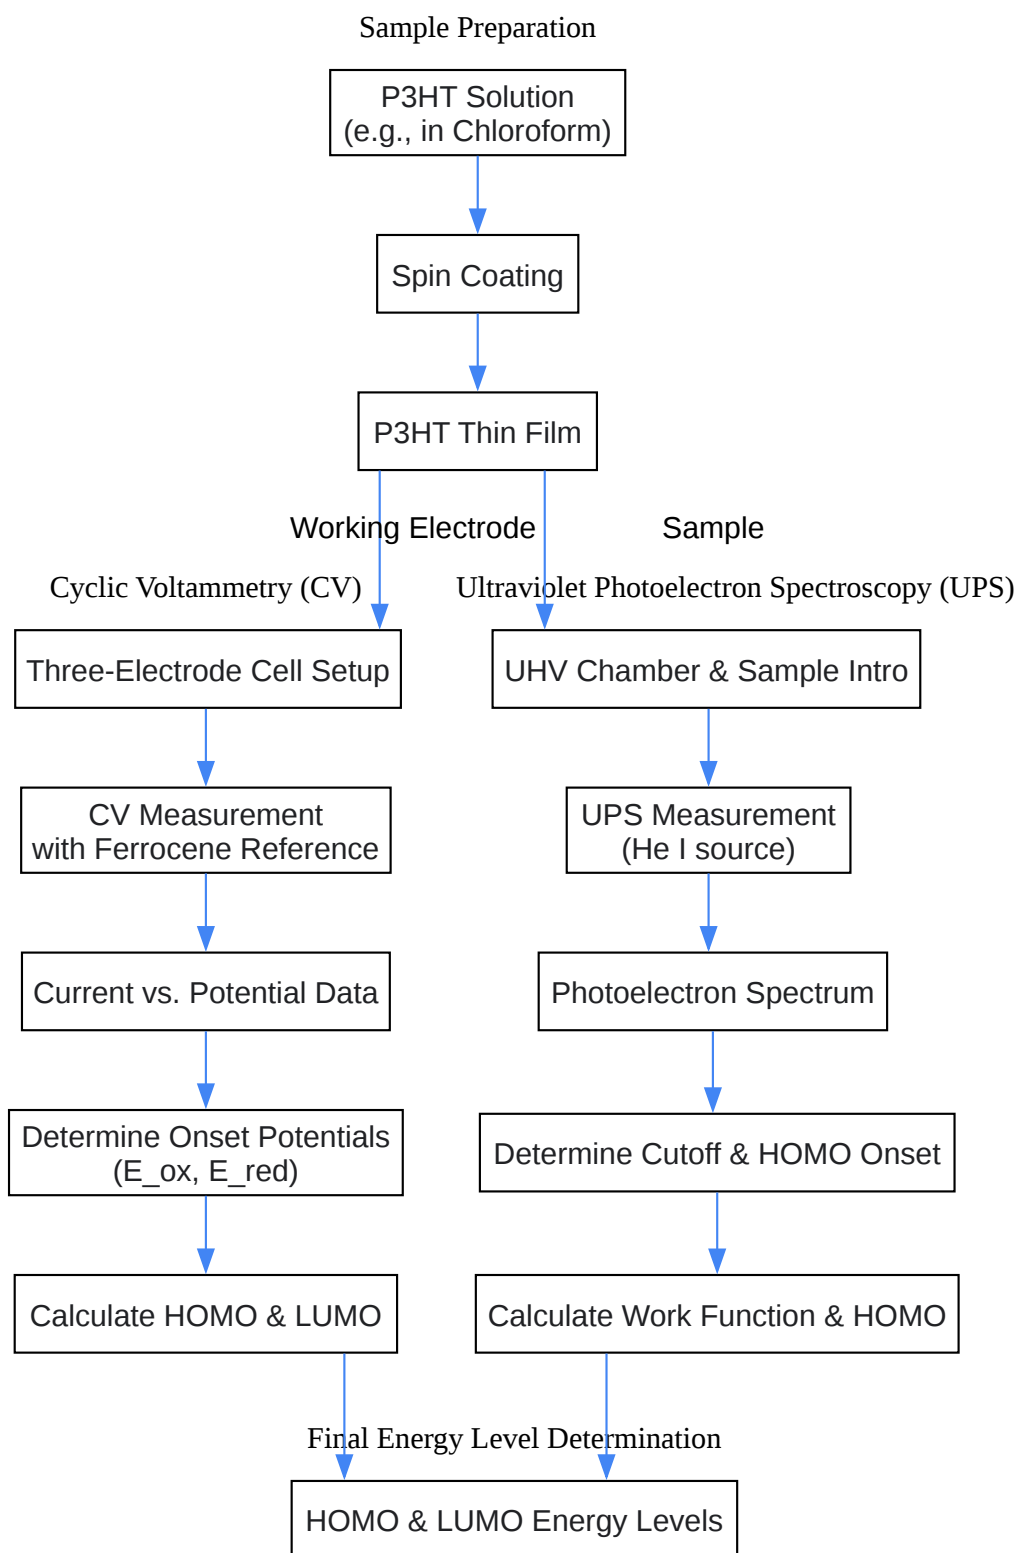 Sample Preparation
P3HT Solution
(e.g., in Chloroform)
Spin Coating
P3HT Thin Film
Working Electrode
Sample
Cyclic Voltammetry (CV)
Ultraviolet Photoelectron Spectroscopy (UPS)
Three-Electrode Cell Setup
UHV Chamber & Sample Intro
CV Measurement
with Ferrocene Reference
UPS Measurement
(He I source)
Current vs. Potential Data
Photoelectron Spectrum
Determine Onset Potentials
(E_ox, E_red)
Determine Cutoff & HOMO Onset
Calculate HOMO & LUMO
Calculate Work Function & HOMO
Final Energy Level Determination
HOMO & LUMO Energy Levels